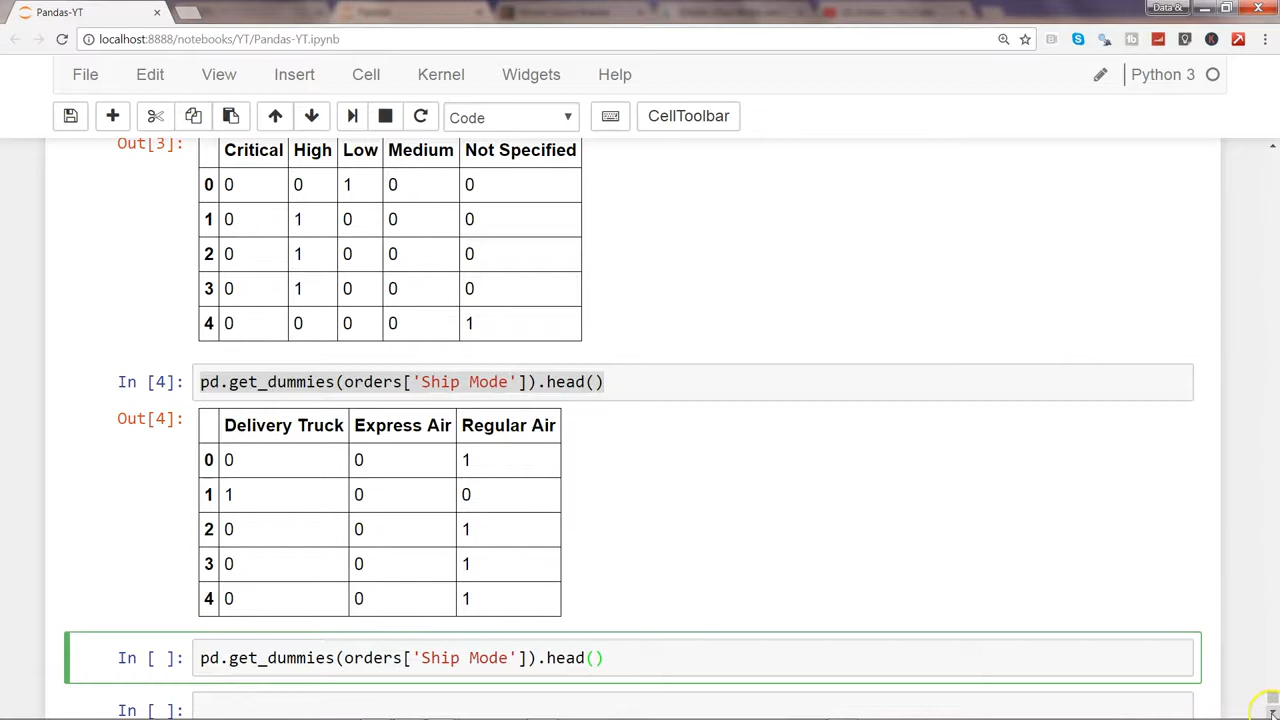 Pandas-YT
Data &
localhost:8888/notebooks/YT/Pandas-YT.ipynb
File Edit View Insert Cell Kernel Widgets Help Python 3
Code CellToolbar
Out[3]:
Critical High Low Medium Not Specified
0 0 0 1 0 0
1 0 1 0 0 0
2 0 1 0 0 0
3 0 1 0 0 0
4 0 0 0 0 1
In [4]: pd.get_dummies(orders['Ship Mode']).head()
Out[4]:
Delivery Truck Express Air Regular Air
0 0 0 1
1 1 0 0
2 0 0 1
3 0 0 1
4 0 0 1
In [ ]: pd.get_dummies(orders['Ship Mode']).head()
In [ ]: